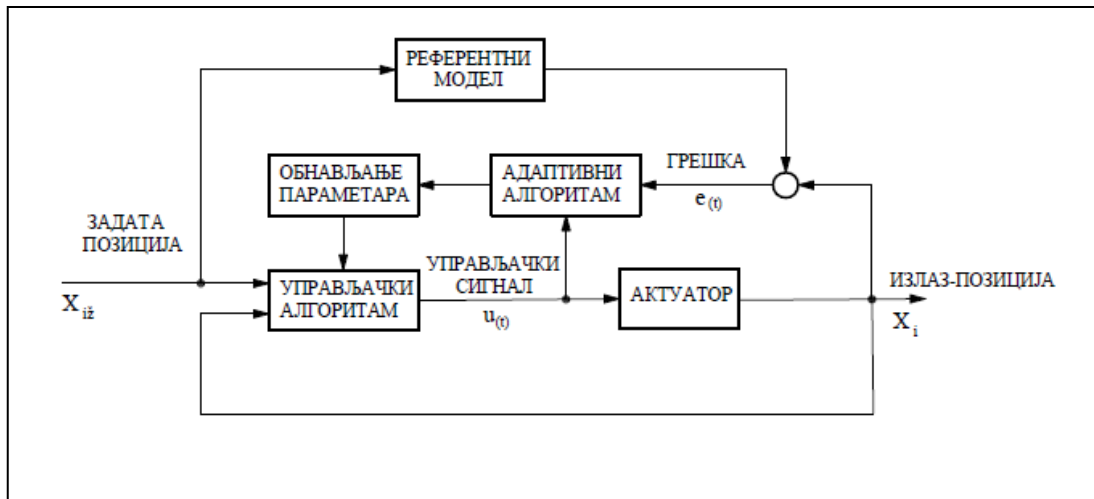 РЕФЕРЕНТНИ
МОДЕЛ
ОБНАВЉАЊЕ
ПАРАМЕТАРА
АДАПТИВНИ
АЛГОРИТАМ
ГРЕШКА
e(t)
ЗАДАТА
ПОЗИЦИЈА
X iž
УПРАВЉАЧКИ
АЛГОРИТАМ
УПРАВЉАЧКИ
СИГНАЛ
u(t)
АКТУАТОР
ИЗЛАЗ-ПОЗИЦИЈА
X i